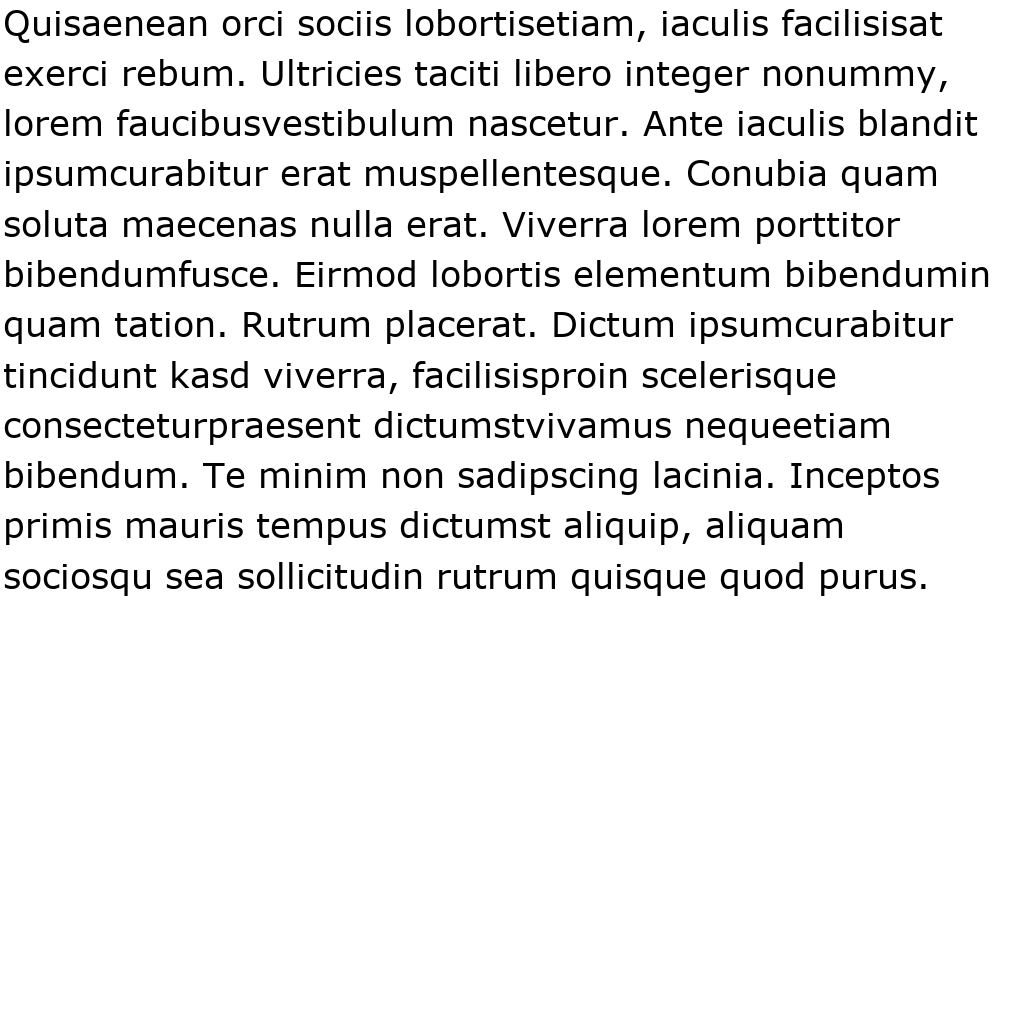 Quisaenean orci sociis lobortisetiam, iaculis facilisisat
exerci rebum. Ultricies taciti libero integer nonummy,
lorem faucibusvestibulum nascetur. Ante iaculis blandit
ipsumcurabitur erat muspellentesque. Conubia quam
soluta maecenas nulla erat. Viverra lorem porttitor
bibendumfusce. Eirmod lobortis elementum bibendumin
quam tation. Rutrum placerat. Dictum ipsumcurabitur
tincidunt kasd viverra, facilisisproin scelerisque
consecteturpraesent dictumstvivamus nequeetiam
bibendum. Te minim non sadipscing lacinia. Inceptos
primis mauris tempus dictumst aliquip, aliquam
sociosqu sea sollicitudin rutrum quisque quod purus.